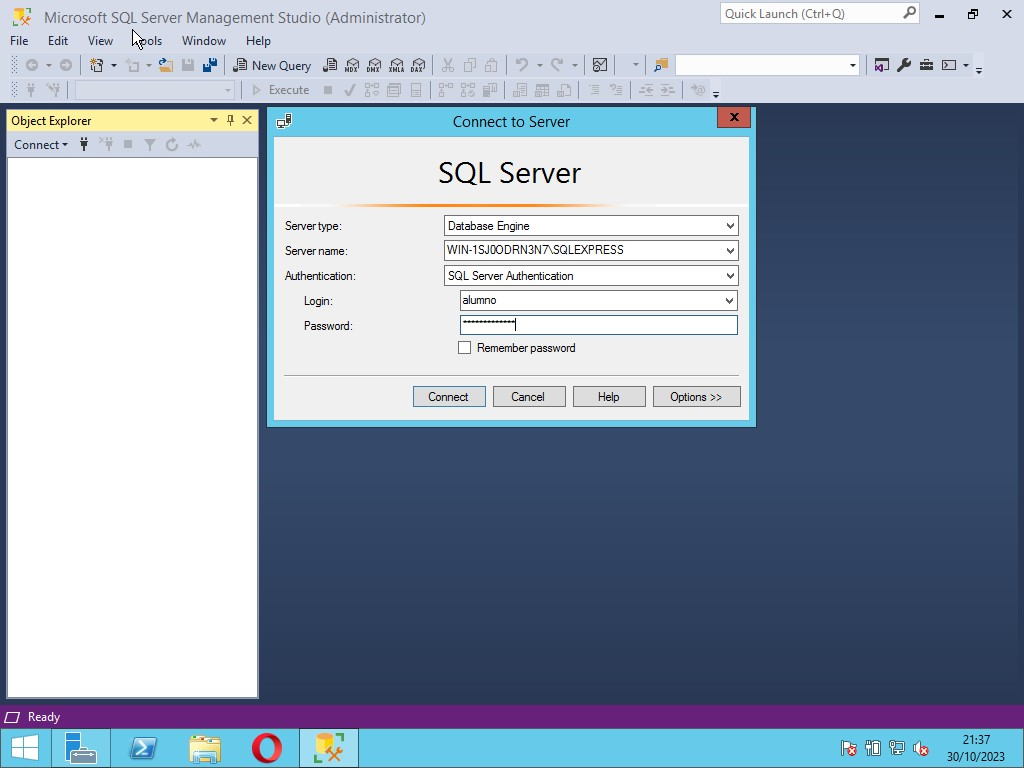 Microsoft SQL Server Management Studio (Administrator)
Quick Launch (Ctrl+Q)
File Edit View Tools Window Help
New Query
MDX DMX XMLA DAX
Execute
Object Explorer
Connect
Connect to Server
SQL Server
Server type: Database Engine
Server name: WIN-1SJ0ODRN3N7\SQLEXPRESS
Authentication: SQL Server Authentication
Login: alumno
Password: *************
Remember password
Connect Cancel Help Options >>
Ready
21:37
30/10/2023